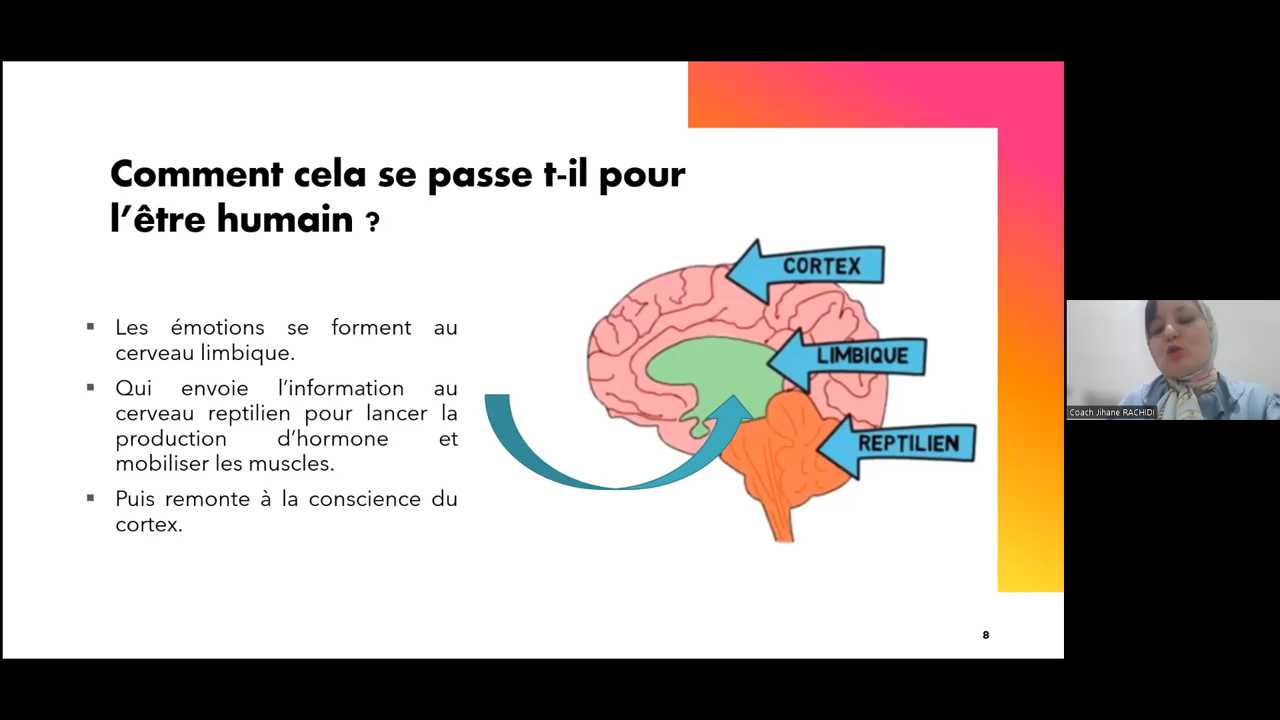 Comment cela se passe t-il pour
l’être humain ?
▪ Les émotions se forment au
cerveau limbique.
▪ Qui envoie l’information au
cerveau reptilien pour lancer la
production d’hormone et
mobiliser les muscles.
▪ Puis remonte à la conscience du
cortex.
CORTEX
LIMBIQUE
REPTILIEN
8
Coach Jihane RACHIDI